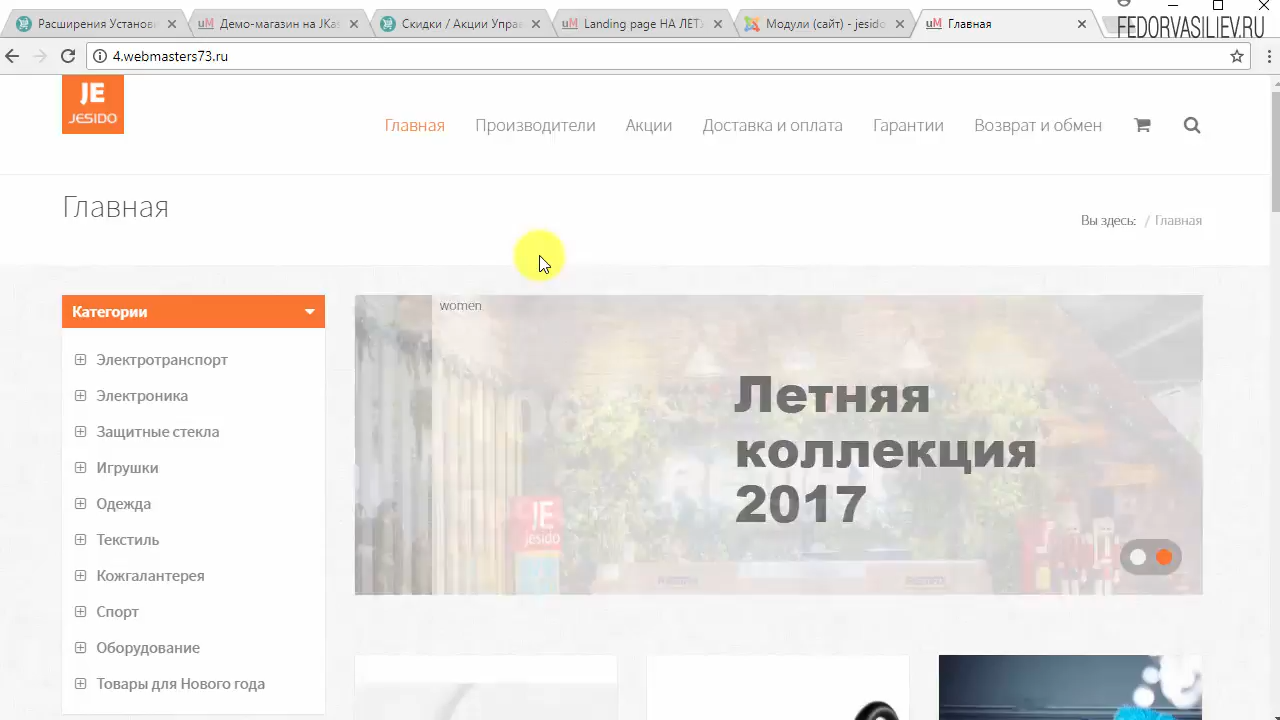 Расширения Установ
Демо-магазин на JKas
Скидки / Акции Упра
Landing page НА ЛЕТ
Модули (сайт) - jesido
Главная
FEDORVASILIEV.RU
4.webmasters73.ru
JE
JESIDO
Главная
Производители
Акции
Доставка и оплата
Гарантии
Возврат и обмен
Главная
Вы здесь: / Главная
Категории
Электротранспорт
Электроника
Защитные стекла
Игрушки
Одежда
Текстиль
Кожгалантерея
Спорт
Оборудование
Товары для Нового года
women
Летняя
коллекция
2017
JE
jesido